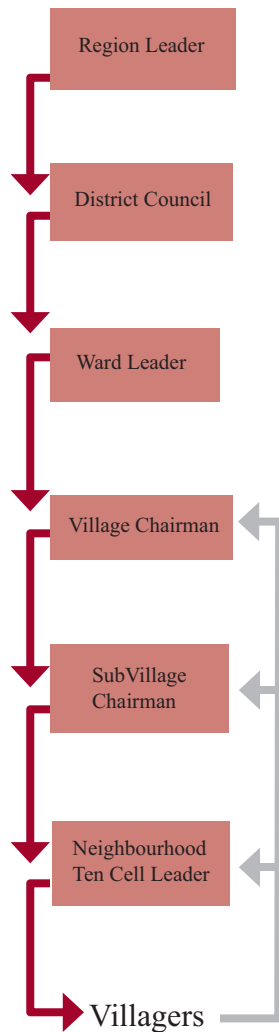 Region Leader
District Council
Ward Leader
Village Chairman
SubVillage
Chairman
Neighbourhood
Ten Cell Leader
Villagers